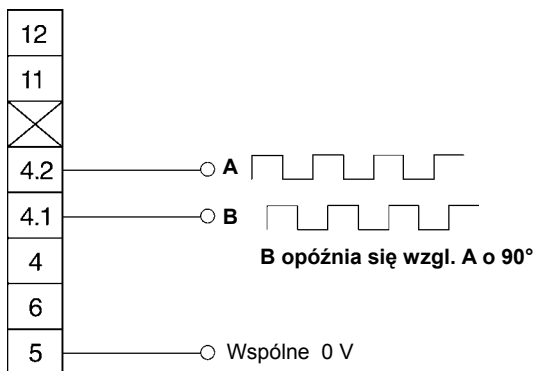 12
11
4.2 A
4.1 B
B opóźnia się wzgl. A o 90°
4
6
5 Wspólne 0 V